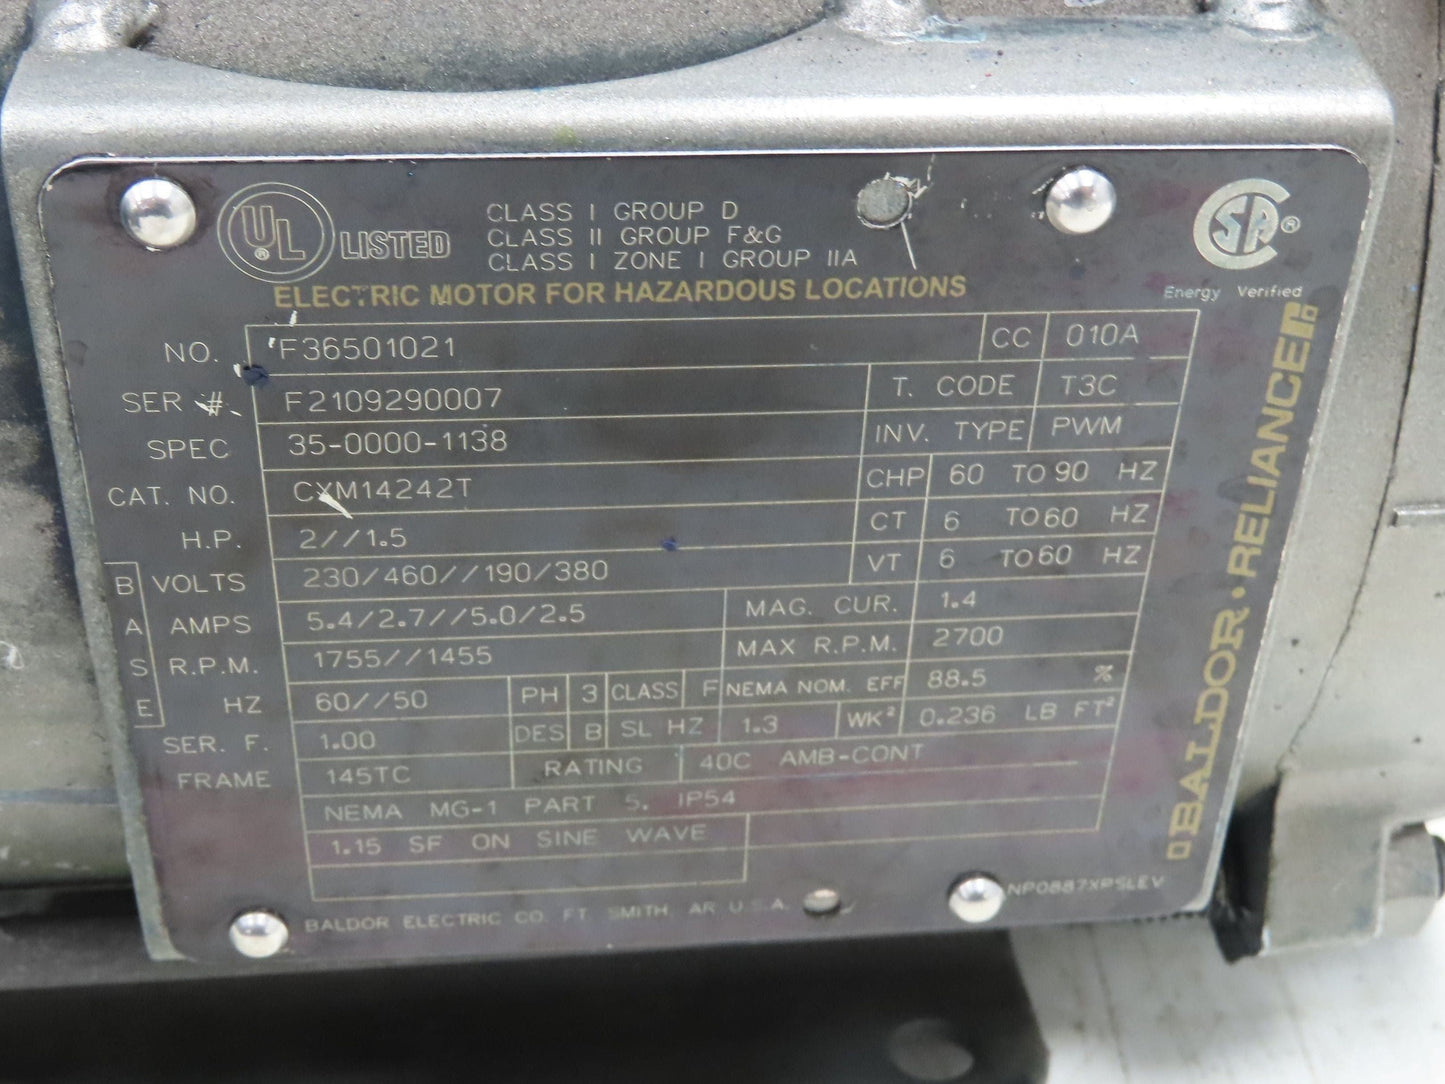 UL ® LISTED
CLASS I GROUP D
CLASS II GROUP F&G
CLASS I ZONE I GROUP IIA
ELECTRIC MOTOR FOR HAZARDOUS LOCATIONS
SP ®
Energy Verified
NO. F36501021 CC 010A
SER # F2109290007 T. CODE T3C
SPEC 35-0000-1138 INV. TYPE PWM
CAT. NO. CXM14242T CHP 60 TO 90 HZ
H.P. 2//1.5 CT 6 TO 60 HZ
BASE
VOLTS 230/460//190/380 VT 6 TO 60 HZ
AMPS 5.4/2.7//5.0/2.5 MAG. CUR. 1.4
R.P.M. 1755//1455 MAX R.P.M. 2700
HZ 60//50 PH 3 CLASS F NEMA NOM. EFF 88.5 %
SER. F. 1.00 DES B SL HZ 1.3 WK² 0.236 LB FT²
FRAME 145TC RATING 40C AMB-CONT
NEMA MG-1 PART 5, IP54
1.15 SF ON SINE WAVE
BALDOR ELECTRIC CO. FT. SMITH, AR U.S.A.
NP0887XPSLEV
BALDOR · RELIANCE